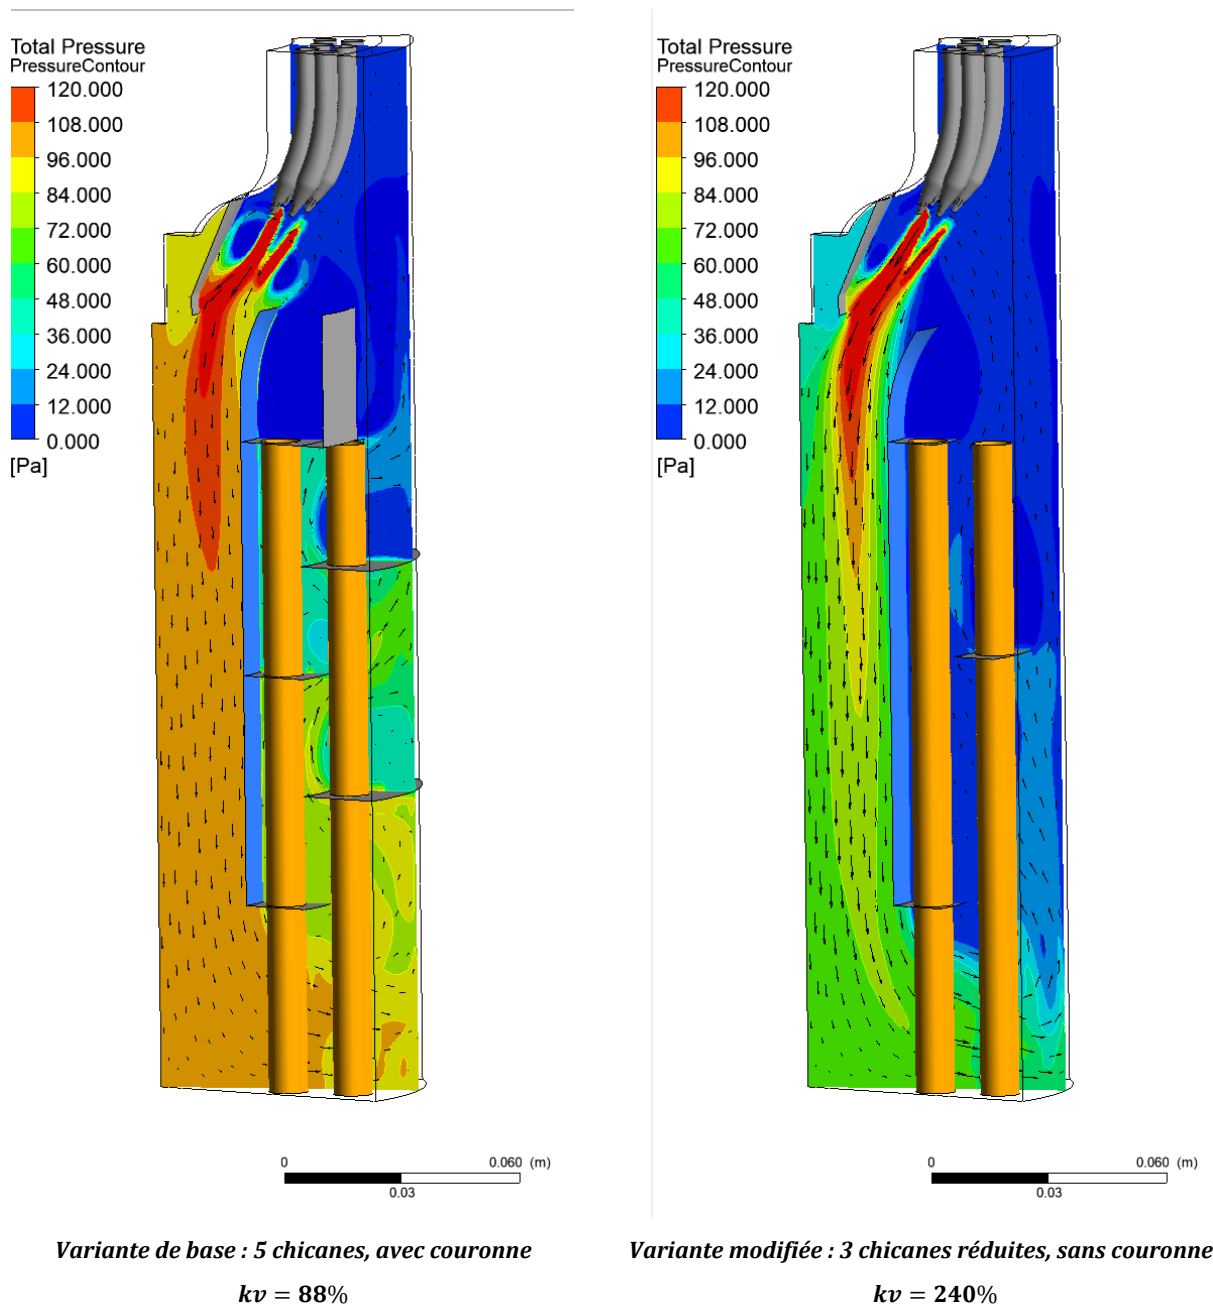 Total Pressure
PressureContour
120.000
108.000
96.000
84.000
72.000
60.000
48.000
36.000
24.000
12.000
0.000
[Pa]
0
0.060 (m)
0.03
Variante de base : 5 chicanes, avec couronne
kv = 88%
Total Pressure
PressureContour
120.000
108.000
96.000
84.000
72.000
60.000
48.000
36.000
24.000
12.000
0.000
[Pa]
0
0.060 (m)
0.03
Variante modifiée : 3 chicanes réduites, sans couronne
kv = 240%